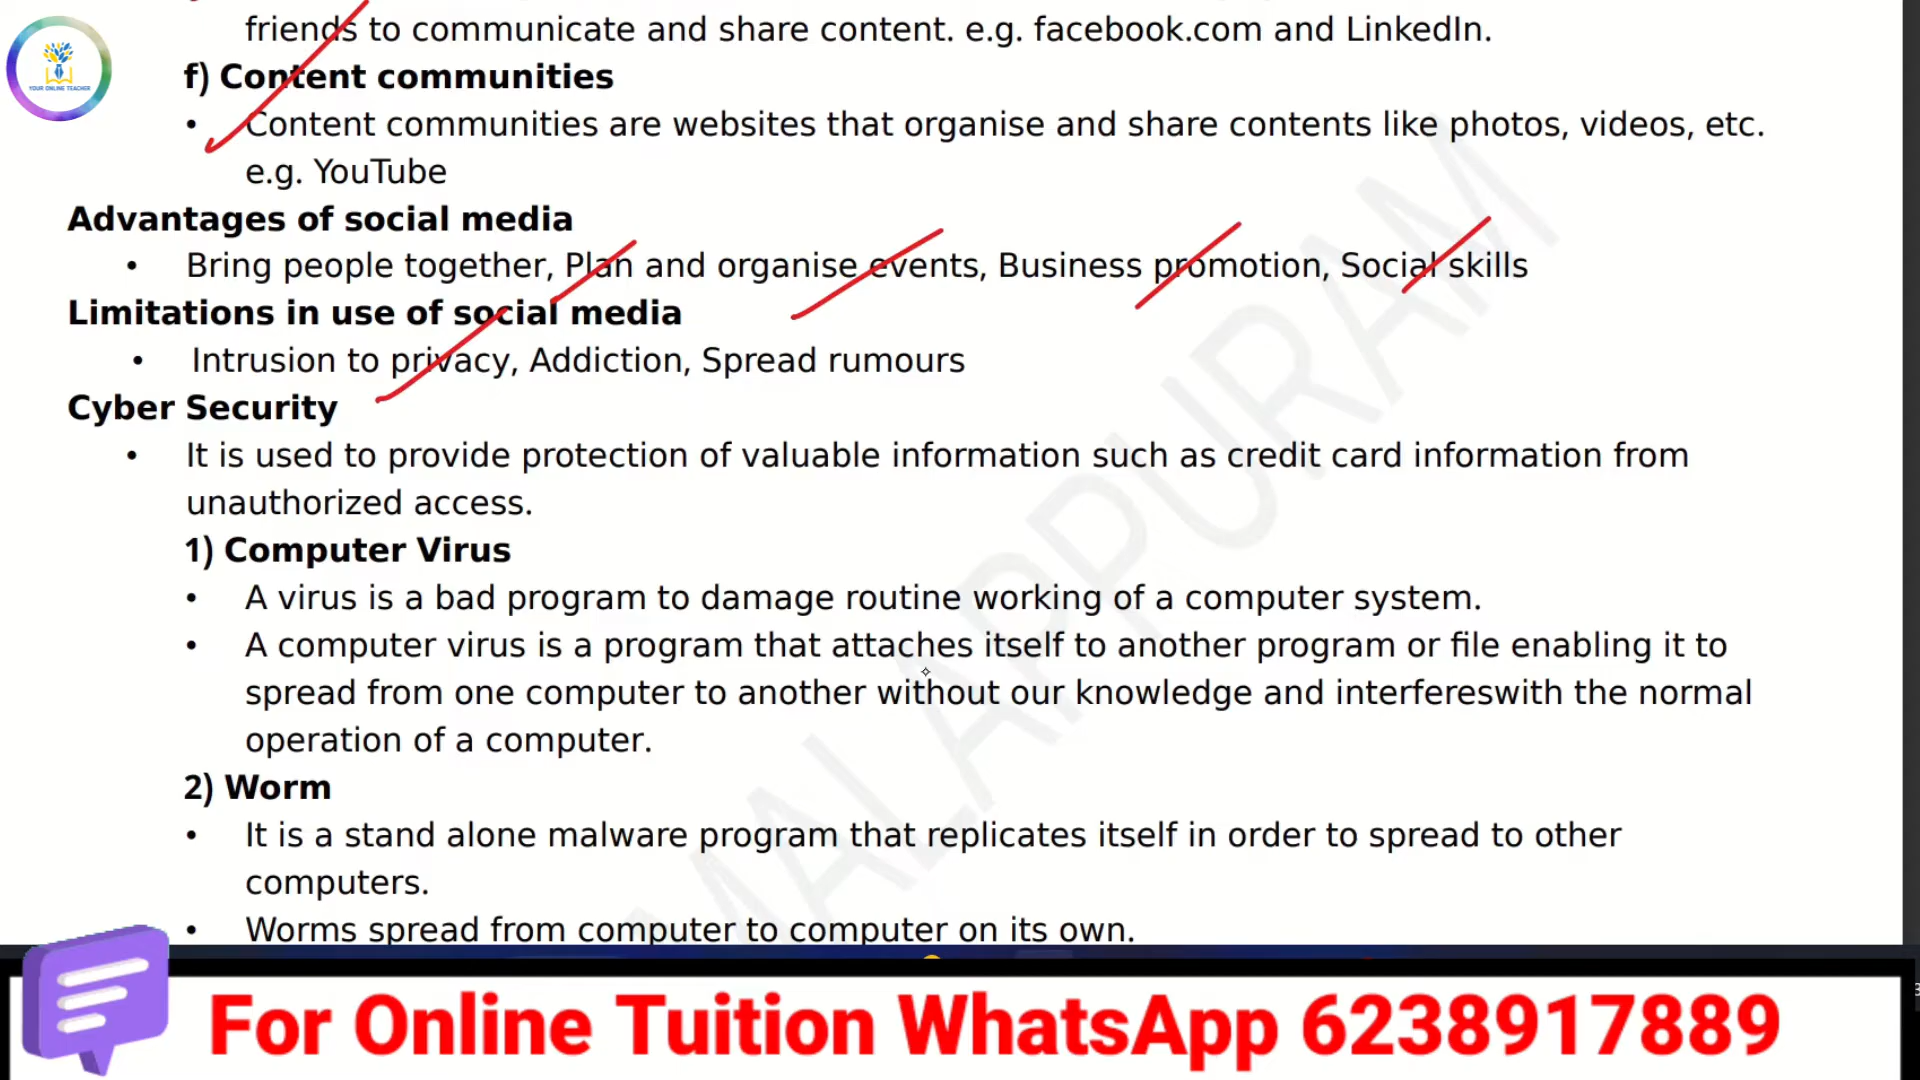 friends to communicate and share content. e.g. facebook.com and LinkedIn.
f) Content communities
• Content communities are websites that organise and share contents like photos, videos, etc.
e.g. YouTube
Advantages of social media
• Bring people together, Plan and organise events, Business promotion, Social skills
Limitations in use of social media
• Intrusion to privacy, Addiction, Spread rumours
Cyber Security
• It is used to provide protection of valuable information such as credit card information from
unauthorized access.
1) Computer Virus
• A virus is a bad program to damage routine working of a computer system.
• A computer virus is a program that attaches itself to another program or file enabling it to
spread from one computer to another without our knowledge and interfereswith the normal
operation of a computer.
2) Worm
• It is a stand alone malware program that replicates itself in order to spread to other
computers.
• Worms spread from computer to computer on its own.
YOUR ONLINE TEACHER
MALAPPURAM
For Online Tuition WhatsApp 6238917889